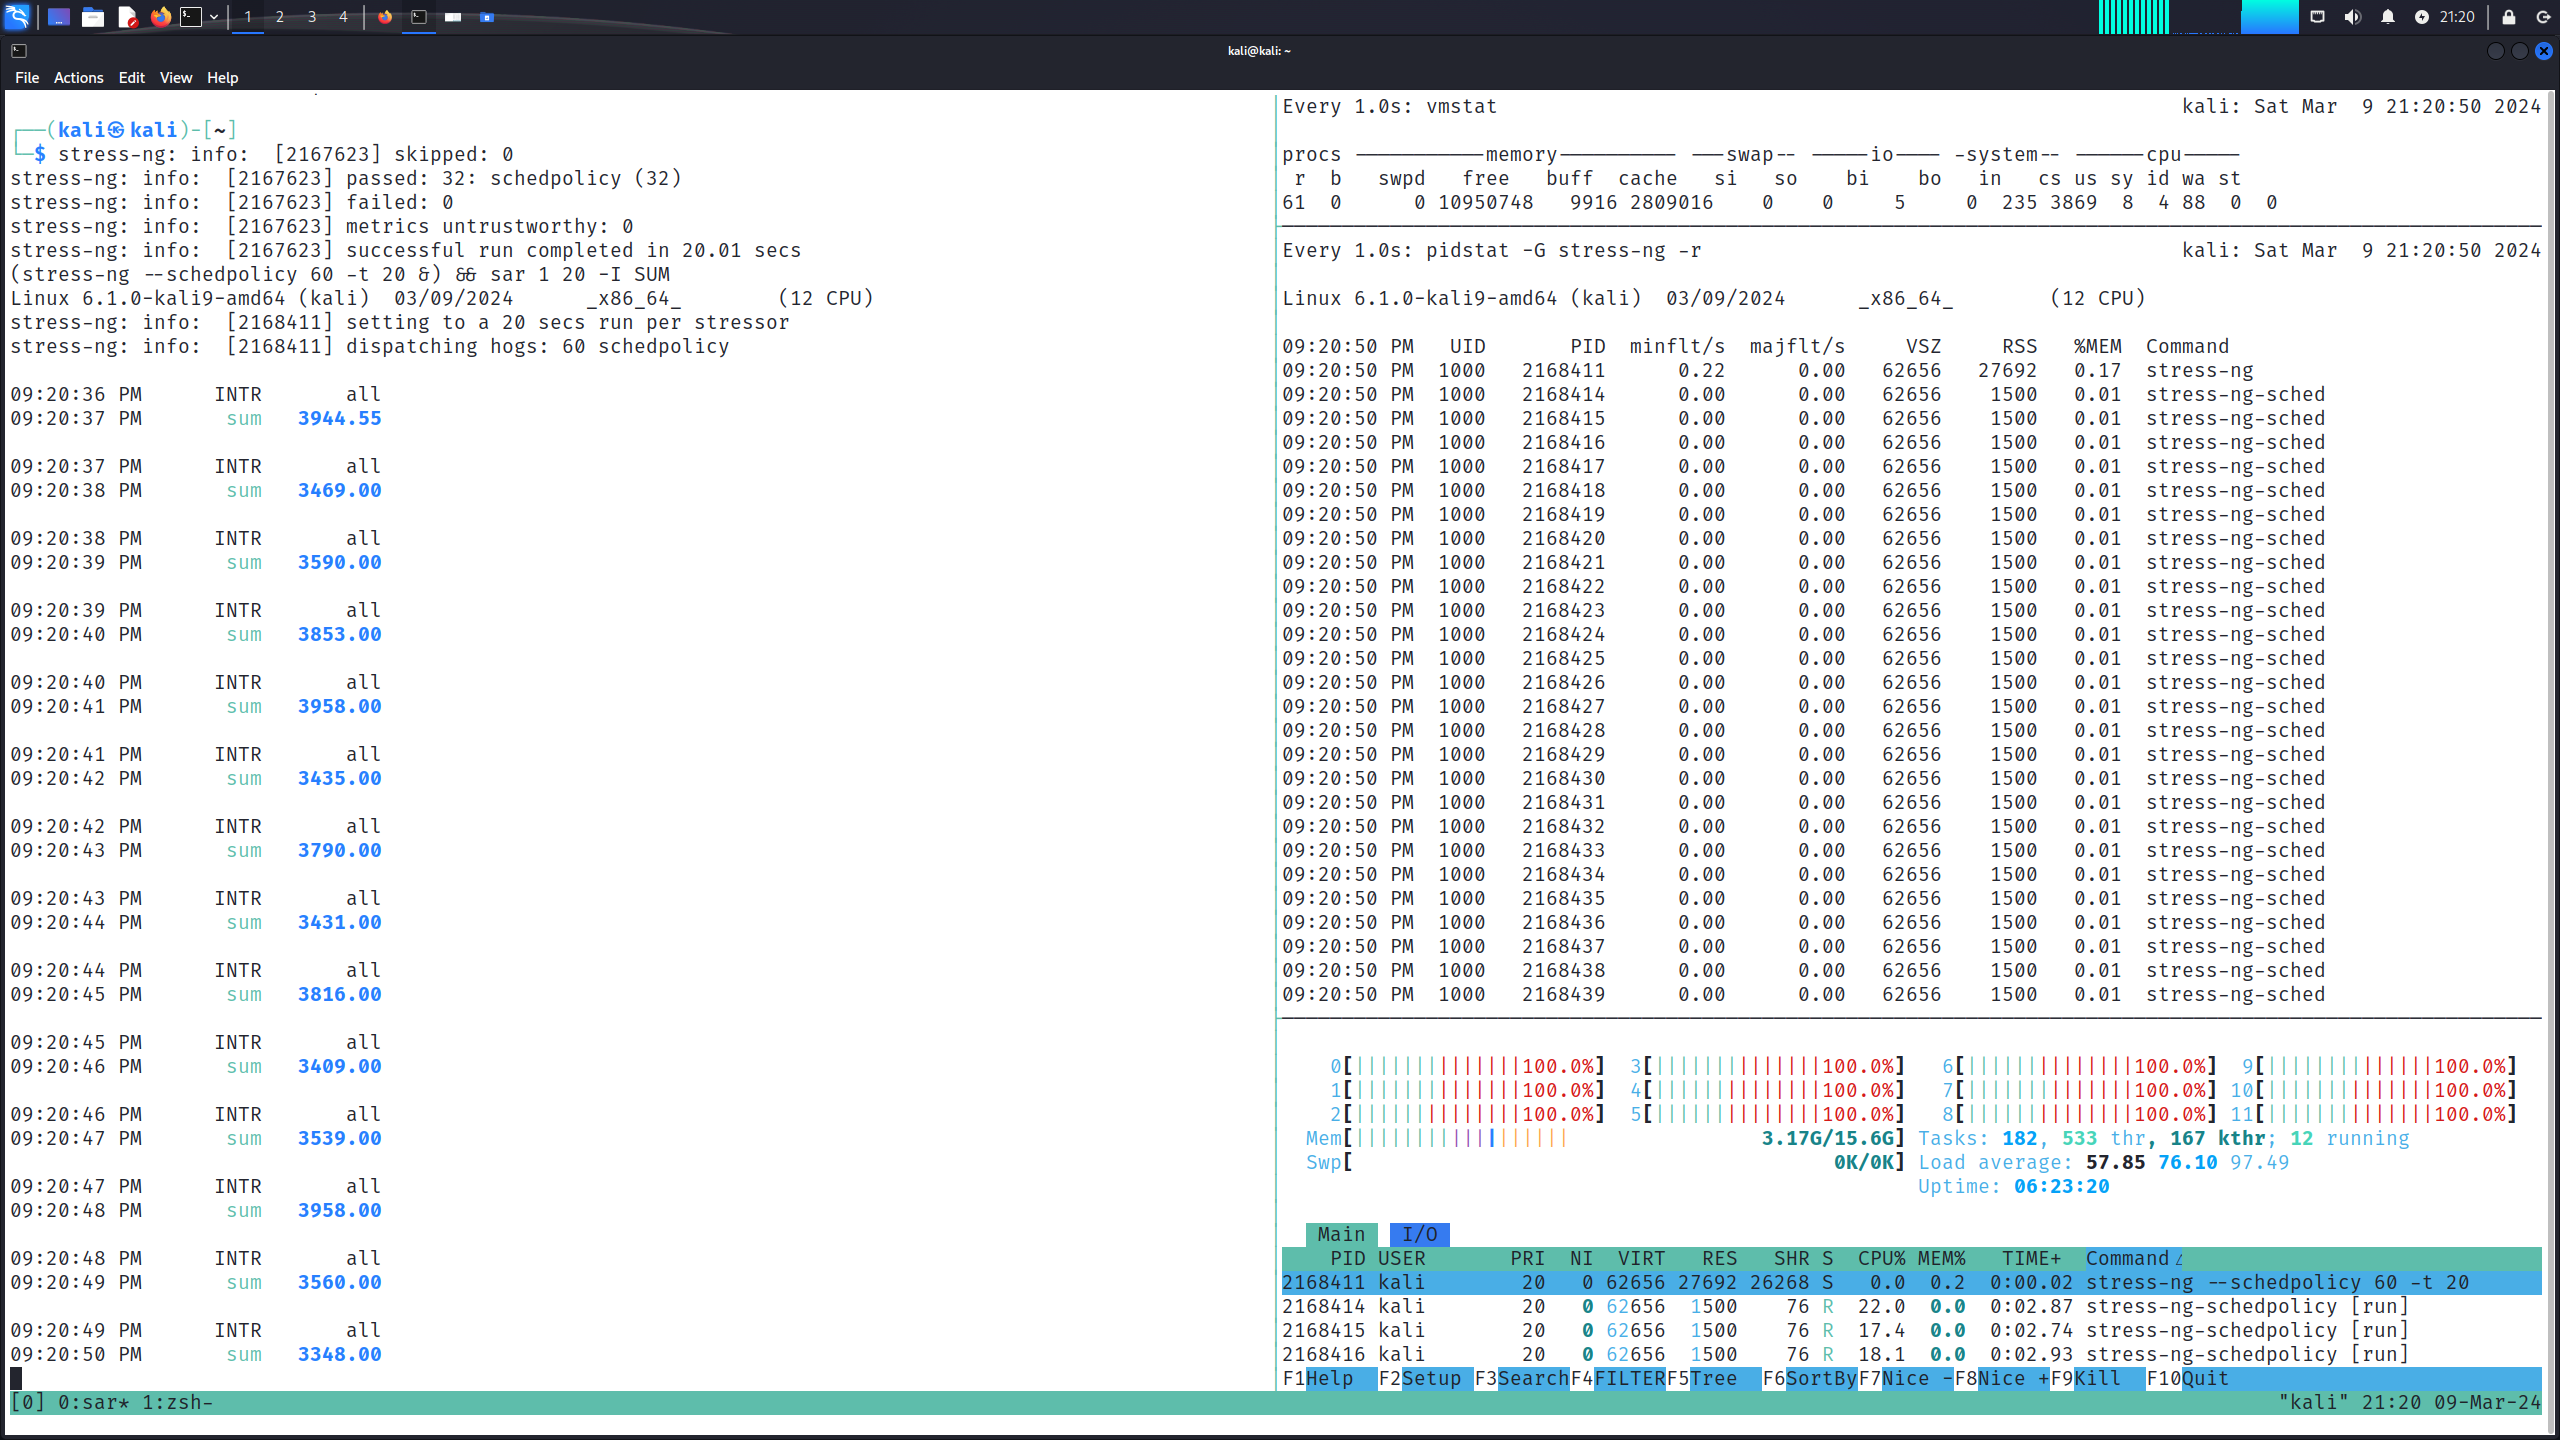 1 2 3 4 21:20
kali@kali: ~
File Actions Edit View Help
(kali㉿kali)-[~]
$ stress-ng: info:  [2167623] skipped: 0
stress-ng: info:  [2167623] passed: 32: schedpolicy (32)
stress-ng: info:  [2167623] failed: 0
stress-ng: info:  [2167623] metrics untrustworthy: 0
stress-ng: info:  [2167623] successful run completed in 20.01 secs
(stress-ng --schedpolicy 60 -t 20 &) && sar 1 20 -I SUM
Linux 6.1.0-kali9-amd64 (kali)  03/09/2024  _x86_64_  (12 CPU)
stress-ng: info:  [2168411] setting to a 20 secs run per stressor
stress-ng: info:  [2168411] dispatching hogs: 60 schedpolicy
09:20:36 PM INTR all
09:20:37 PM sum 3944.55
09:20:37 PM INTR all
09:20:38 PM sum 3469.00
09:20:38 PM INTR all
09:20:39 PM sum 3590.00
09:20:39 PM INTR all
09:20:40 PM sum 3853.00
09:20:40 PM INTR all
09:20:41 PM sum 3958.00
09:20:41 PM INTR all
09:20:42 PM sum 3435.00
09:20:42 PM INTR all
09:20:43 PM sum 3790.00
09:20:43 PM INTR all
09:20:44 PM sum 3431.00
09:20:44 PM INTR all
09:20:45 PM sum 3816.00
09:20:45 PM INTR all
09:20:46 PM sum 3409.00
09:20:46 PM INTR all
09:20:47 PM sum 3539.00
09:20:47 PM INTR all
09:20:48 PM sum 3958.00
09:20:48 PM INTR all
09:20:49 PM sum 3560.00
09:20:49 PM INTR all
09:20:50 PM sum 3348.00
Every 1.0s: vmstat kali: Sat Mar  9 21:20:50 2024
procs -----------memory---------- ---swap-- -----io---- -system-- ------cpu-----
r b swpd free buff cache si so bi bo in cs us sy id wa st
61 0 0 10950748 9916 2809016 0 0 5 0 235 3869 8 4 88 0 0
Every 1.0s: pidstat -G stress-ng -r kali: Sat Mar  9 21:20:50 2024
Linux 6.1.0-kali9-amd64 (kali)  03/09/2024  _x86_64_  (12 CPU)
09:20:50 PM UID PID minflt/s majflt/s VSZ RSS %MEM Command
09:20:50 PM 1000 2168411 0.22 0.00 62656 27692 0.17 stress-ng
09:20:50 PM 1000 2168414 0.00 0.00 62656 1500 0.01 stress-ng-sched
09:20:50 PM 1000 2168415 0.00 0.00 62656 1500 0.01 stress-ng-sched
09:20:50 PM 1000 2168416 0.00 0.00 62656 1500 0.01 stress-ng-sched
09:20:50 PM 1000 2168417 0.00 0.00 62656 1500 0.01 stress-ng-sched
09:20:50 PM 1000 2168418 0.00 0.00 62656 1500 0.01 stress-ng-sched
09:20:50 PM 1000 2168419 0.00 0.00 62656 1500 0.01 stress-ng-sched
09:20:50 PM 1000 2168420 0.00 0.00 62656 1500 0.01 stress-ng-sched
09:20:50 PM 1000 2168421 0.00 0.00 62656 1500 0.01 stress-ng-sched
09:20:50 PM 1000 2168422 0.00 0.00 62656 1500 0.01 stress-ng-sched
09:20:50 PM 1000 2168423 0.00 0.00 62656 1500 0.01 stress-ng-sched
09:20:50 PM 1000 2168424 0.00 0.00 62656 1500 0.01 stress-ng-sched
09:20:50 PM 1000 2168425 0.00 0.00 62656 1500 0.01 stress-ng-sched
09:20:50 PM 1000 2168426 0.00 0.00 62656 1500 0.01 stress-ng-sched
09:20:50 PM 1000 2168427 0.00 0.00 62656 1500 0.01 stress-ng-sched
09:20:50 PM 1000 2168428 0.00 0.00 62656 1500 0.01 stress-ng-sched
09:20:50 PM 1000 2168429 0.00 0.00 62656 1500 0.01 stress-ng-sched
09:20:50 PM 1000 2168430 0.00 0.00 62656 1500 0.01 stress-ng-sched
09:20:50 PM 1000 2168431 0.00 0.00 62656 1500 0.01 stress-ng-sched
09:20:50 PM 1000 2168432 0.00 0.00 62656 1500 0.01 stress-ng-sched
09:20:50 PM 1000 2168433 0.00 0.00 62656 1500 0.01 stress-ng-sched
09:20:50 PM 1000 2168434 0.00 0.00 62656 1500 0.01 stress-ng-sched
09:20:50 PM 1000 2168435 0.00 0.00 62656 1500 0.01 stress-ng-sched
09:20:50 PM 1000 2168436 0.00 0.00 62656 1500 0.01 stress-ng-sched
09:20:50 PM 1000 2168437 0.00 0.00 62656 1500 0.01 stress-ng-sched
09:20:50 PM 1000 2168438 0.00 0.00 62656 1500 0.01 stress-ng-sched
09:20:50 PM 1000 2168439 0.00 0.00 62656 1500 0.01 stress-ng-sched
0[||||||||||||||100.0%] 3[||||||||||||||100.0%] 6[||||||||||||||100.0%] 9[||||||||||||||100.0%]
1[||||||||||||||100.0%] 4[||||||||||||||100.0%] 7[||||||||||||||100.0%] 10[||||||||||||||100.0%]
2[||||||||||||||100.0%] 5[||||||||||||||100.0%] 8[||||||||||||||100.0%] 11[||||||||||||||100.0%]
Mem[|||||||||||||||||| 3.17G/15.6G] Tasks: 182, 533 thr, 167 kthr; 12 running
Swp[ 0K/0K] Load average: 57.85 76.10 97.49
Uptime: 06:23:20
Main I/O
PID USER PRI NI VIRT RES SHR S CPU% MEM% TIME+ Command△
2168411 kali 20 0 62656 27692 26268 S 0.0 0.2 0:00.02 stress-ng --schedpolicy 60 -t 20
2168414 kali 20 0 62656 1500 76 R 22.0 0.0 0:02.87 stress-ng-schedpolicy [run]
2168415 kali 20 0 62656 1500 76 R 17.4 0.0 0:02.74 stress-ng-schedpolicy [run]
2168416 kali 20 0 62656 1500 76 R 18.1 0.0 0:02.93 stress-ng-schedpolicy [run]
F1Help F2Setup F3SearchF4FILTERF5Tree F6SortByF7Nice -F8Nice +F9Kill F10Quit
[0] 0:sar* 1:zsh- "kali" 21:20 09-Mar-24